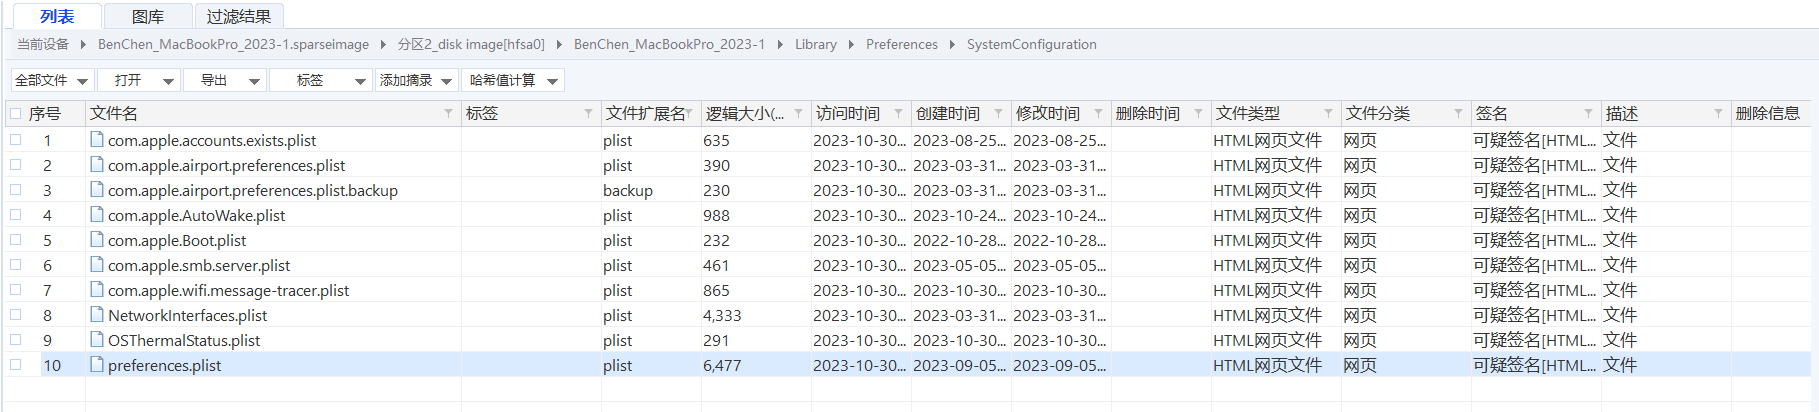 列表 图库 过滤结果
当前设备 BenChen_MacBookPro_2023-1.sparseimage 分区2_disk image[hfsa0] BenChen_MacBookPro_2023-1 Library Preferences SystemConfiguration
全部文件 打开 导出 标签 添加摘录 哈希值计算
序号 文件名 标签 文件扩展名 逻辑大小(... 访问时间 创建时间 修改时间 删除时间 文件类型 文件分类 签名 描述 删除信息
1 com.apple.accounts.exists.plist plist 635 2023-10-30... 2023-08-25... 2023-08-25... HTML网页文件 网页 可疑签名[HTML... 文件
2 com.apple.airport.preferences.plist plist 390 2023-10-30... 2023-03-31... 2023-03-31... HTML网页文件 网页 可疑签名[HTML... 文件
3 com.apple.airport.preferences.plist.backup backup 230 2023-10-30... 2023-03-31... 2023-03-31... HTML网页文件 网页 可疑签名[HTML... 文件
4 com.apple.AutoWake.plist plist 988 2023-10-30... 2023-10-24... 2023-10-24... HTML网页文件 网页 可疑签名[HTML... 文件
5 com.apple.Boot.plist plist 232 2023-10-30... 2022-10-28... 2022-10-28... HTML网页文件 网页 可疑签名[HTML... 文件
6 com.apple.smb.server.plist plist 461 2023-10-30... 2023-05-05... 2023-05-05... HTML网页文件 网页 可疑签名[HTML... 文件
7 com.apple.wifi.message-tracer.plist plist 865 2023-10-30... 2023-10-30... 2023-10-30... HTML网页文件 网页 可疑签名[HTML... 文件
8 NetworkInterfaces.plist plist 4,333 2023-10-30... 2023-03-31... 2023-03-31... HTML网页文件 网页 可疑签名[HTML... 文件
9 OSThermalStatus.plist plist 291 2023-10-30... 2023-10-30... 2023-10-30... HTML网页文件 网页 可疑签名[HTML... 文件
10 preferences.plist plist 6,477 2023-10-30... 2023-09-05... 2023-09-05... HTML网页文件 网页 可疑签名[HTML... 文件